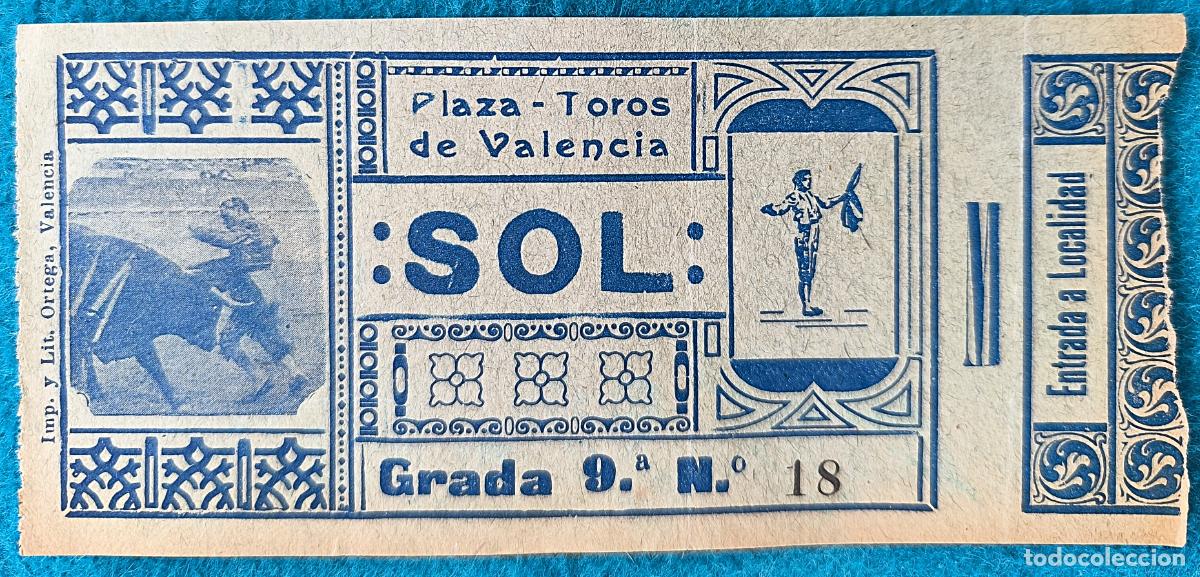 Imp. y Lit. Ortega, Valencia
Plaza - Toros
de Valencia
:SOL:
Grada 9.ª N.º 18
Entrada a Localidad
todocoleccion